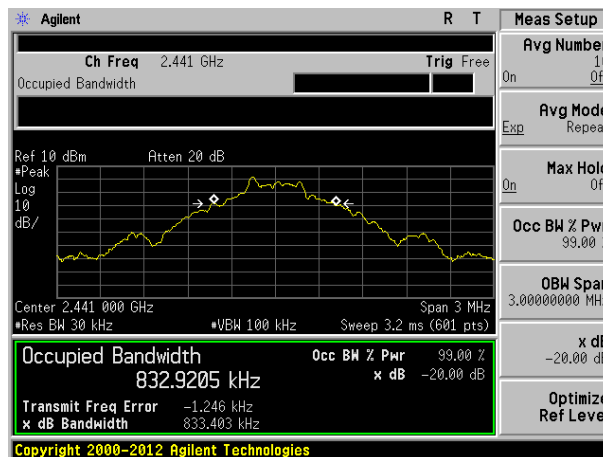 Agilent R T Meas Setup
Avg Number
On
Ch Freq 2.441 GHz Trig Free
Occupied Bandwidth
Avg Mode
Exp Repeat
Ref 10 dBm Atten 20 dB
#Peak
Log
10
dB/
Max Hold
On
Occ BW % Pwr
99.00
OBW Span
3.00000000 MHz
Center 2.441 000 GHz Span 3 MHz
#Res BW 30 kHz #VBW 100 kHz Sweep 3.2 ms (601 pts)
Occupied Bandwidth Occ BW % Pwr 99.00 %
832.9205 kHz x dB -20.00 dB
Transmit Freq Error -1.246 kHz
x dB Bandwidth 833.403 kHz
x dB
-20.00 dB
Optimize
Ref Level
Copyright 2000-2012 Agilent Technologies